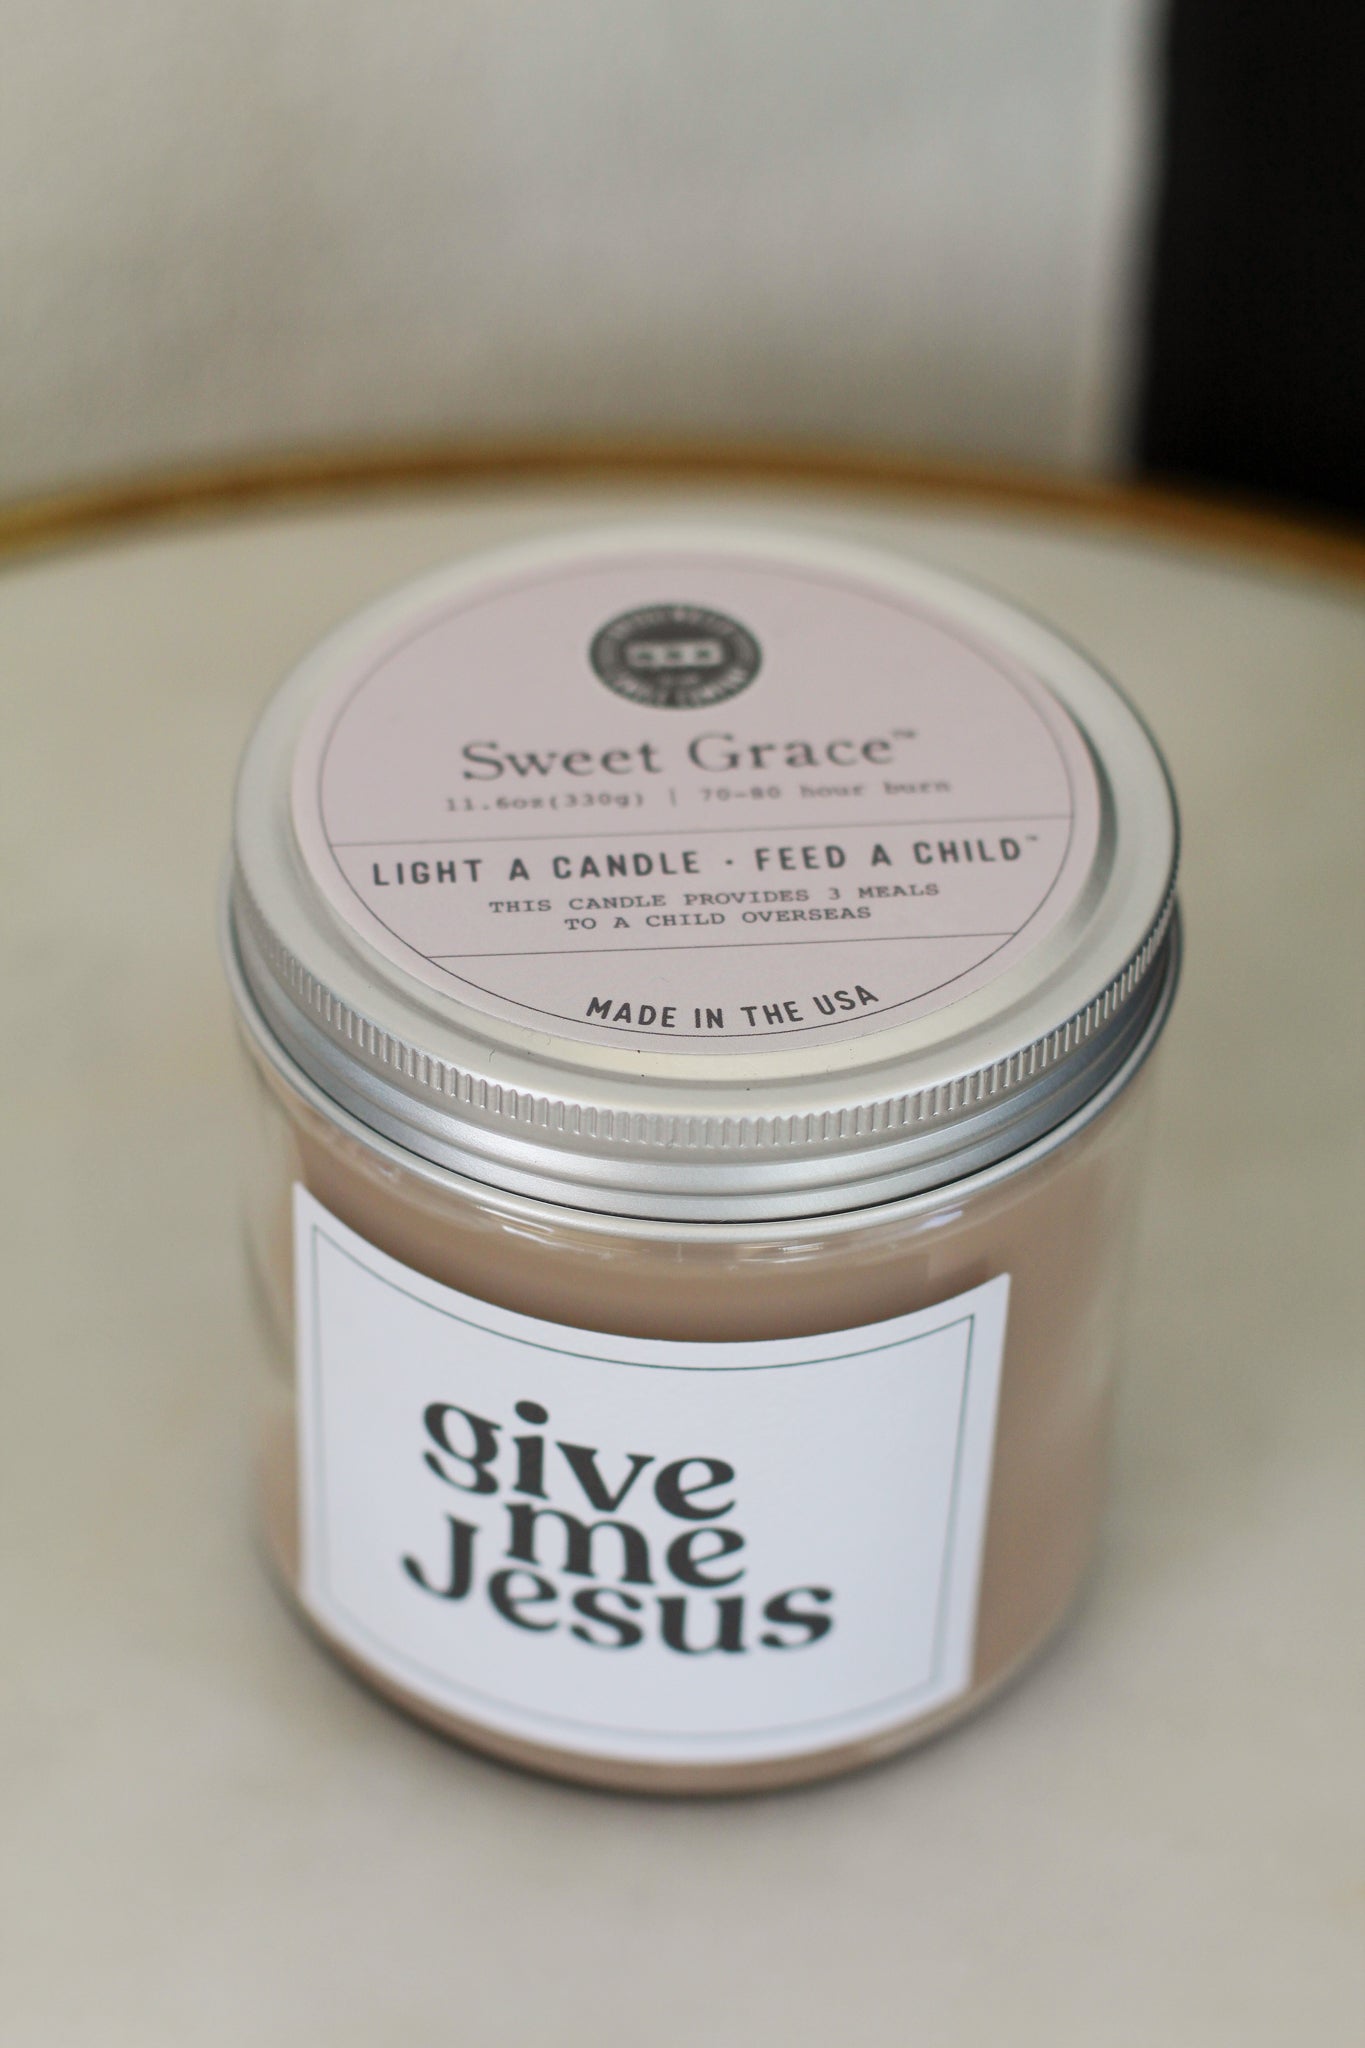 Sweet Grace™
11.6oz(330g) | 70-80 hour burn
LIGHT A CANDLE · FEED A CHILD™
THIS CANDLE PROVIDES 3 MEALS
TO A CHILD OVERSEAS
MADE IN THE USA
give
me
Jesus